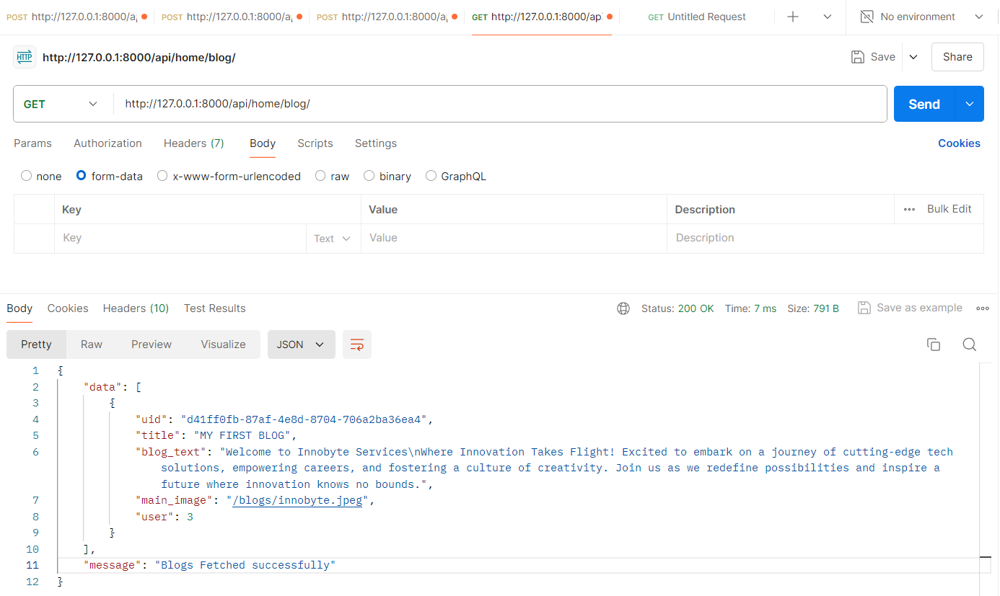 POST http://127.0.0.1:8000/a POST http://127.0.0.1:8000/a POST http://127.0.0.1:8000/a GET http://127.0.0.1:8000/ap GET Untitled Request No environment
HTTP http://127.0.0.1:8000/api/home/blog/ Save Share
GET http://127.0.0.1:8000/api/home/blog/ Send
Params Authorization Headers (7) Body Scripts Settings Cookies
none form-data x-www-form-urlencoded raw binary GraphQL
Key Value Description Bulk Edit
Key Text Value Description
Body Cookies Headers (10) Test Results Status: 200 OK Time: 7 ms Size: 791 B Save as example
Pretty Raw Preview Visualize JSON
1 {
2 "data": [
3 {
4 "uid": "d41ff0fb-87af-4e8d-8704-706a2ba36ea4",
5 "title": "MY FIRST BLOG",
6 "blog_text": "Welcome to Innobyte Services\nWhere Innovation Takes Flight! Excited to embark on a journey of cutting-edge tech
solutions, empowering careers, and fostering a culture of creativity. Join us as we redefine possibilities and inspire a
future where innovation knows no bounds.",
7 "main_image": "/blogs/innobyte.jpeg",
8 "user": 3
9 }
10 ],
11 "message": "Blogs Fetched successfully"
12 }